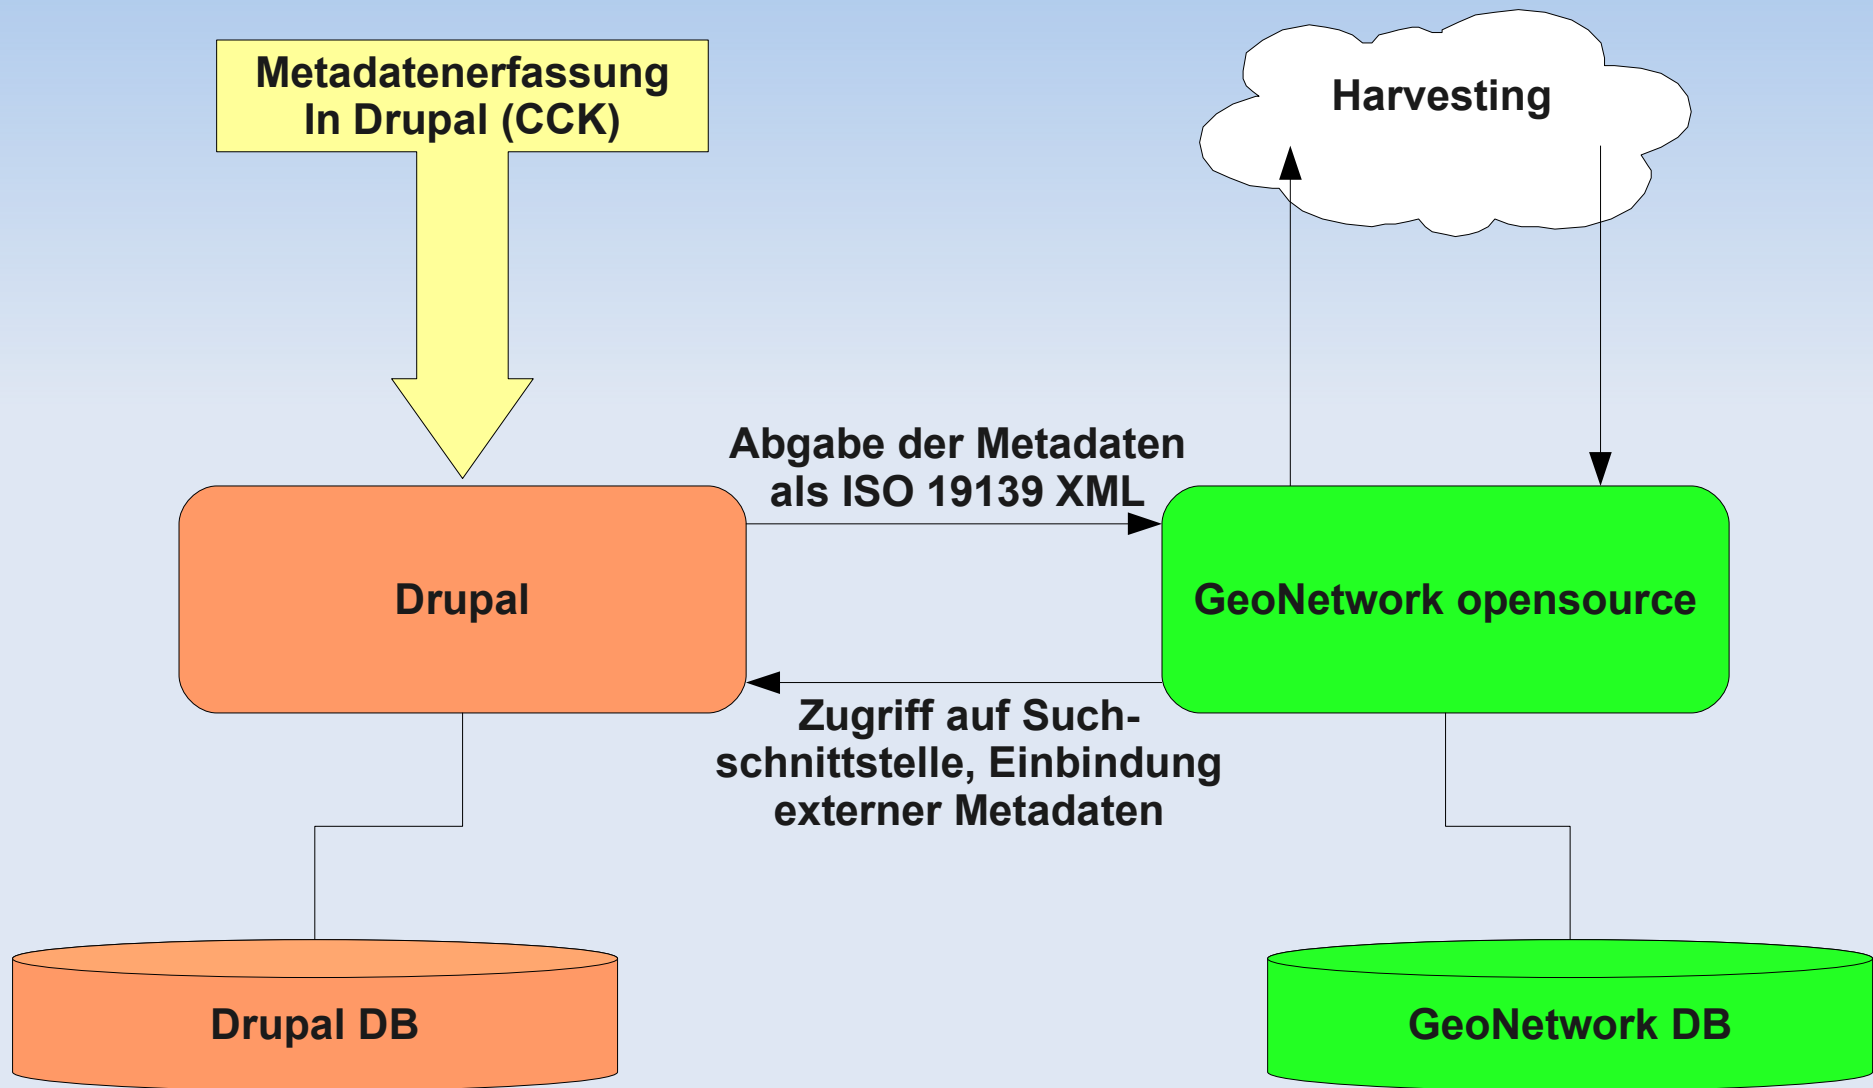 Metadatenerfassung
In Drupal (CCK)
Harvesting
Abgabe der Metadaten
als ISO 19139 XML
Drupal
GeoNetwork opensource
Zugriff auf Such-
schnittstelle, Einbindung
externer Metadaten
Drupal DB
GeoNetwork DB